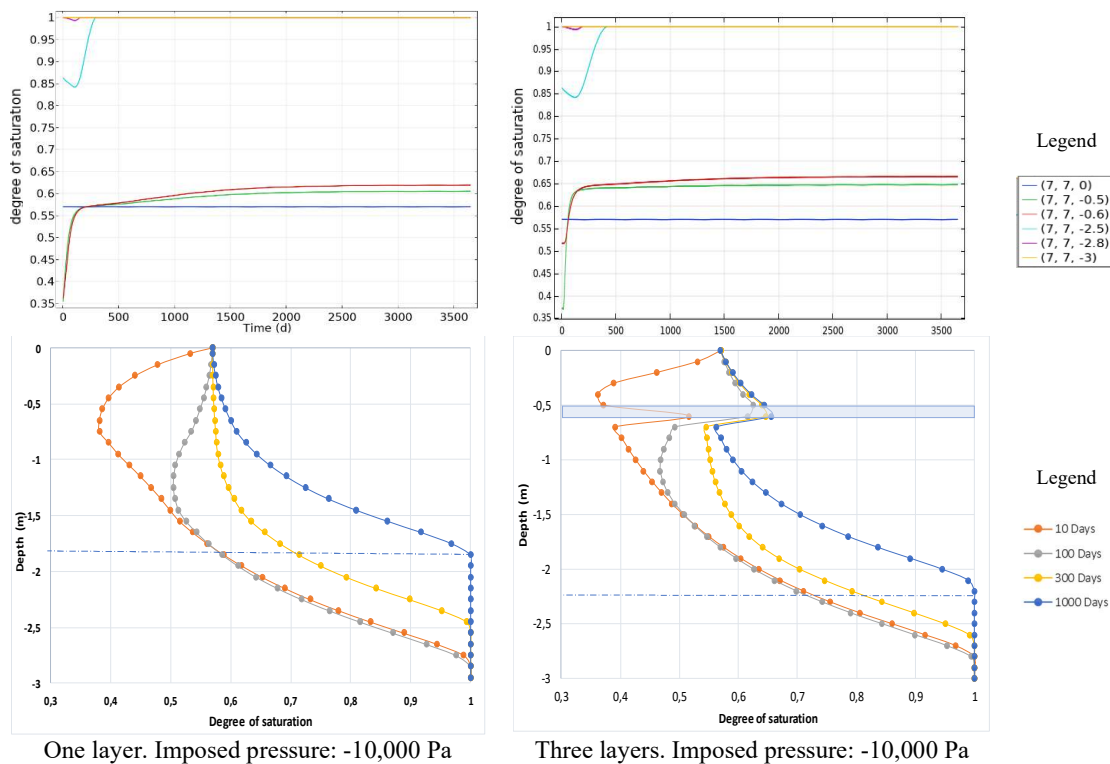 1
0.95
0.9
0.85
0.8
0.75
0.7
0.65
0.6
0.55
0.5
0.45
0.4
0.35
degree of saturation
0 500 1000 1500 2000 2500 3000 3500
Time (d)
1
0.95
0.9
0.85
0.8
0.75
0.7
0.65
0.6
0.55
0.5
0.45
0.4
0.35
degree of saturation
0 500 1000 1500 2000 2500 3000 3500
Legend
(7, 7, 0)
(7, 7, -0.5)
(7, 7, -0.6)
(7, 7, -2.5)
(7, 7, -2.8)
(7, 7, -3)
0
-0,5
-1
-1,5
-2
-2,5
-3
Depth (m)
0,3 0,4 0,5 0,6 0,7 0,8 0,9 1
Degree of saturation
0
-0,5
-1
-1,5
-2
-2,5
-3
Depth (m)
0,3 0,4 0,5 0,6 0,7 0,8 0,9 1
Degree of saturation
Legend
10 Days
100 Days
300 Days
1000 Days
One layer. Imposed pressure: -10,000 Pa
Three layers. Imposed pressure: -10,000 Pa